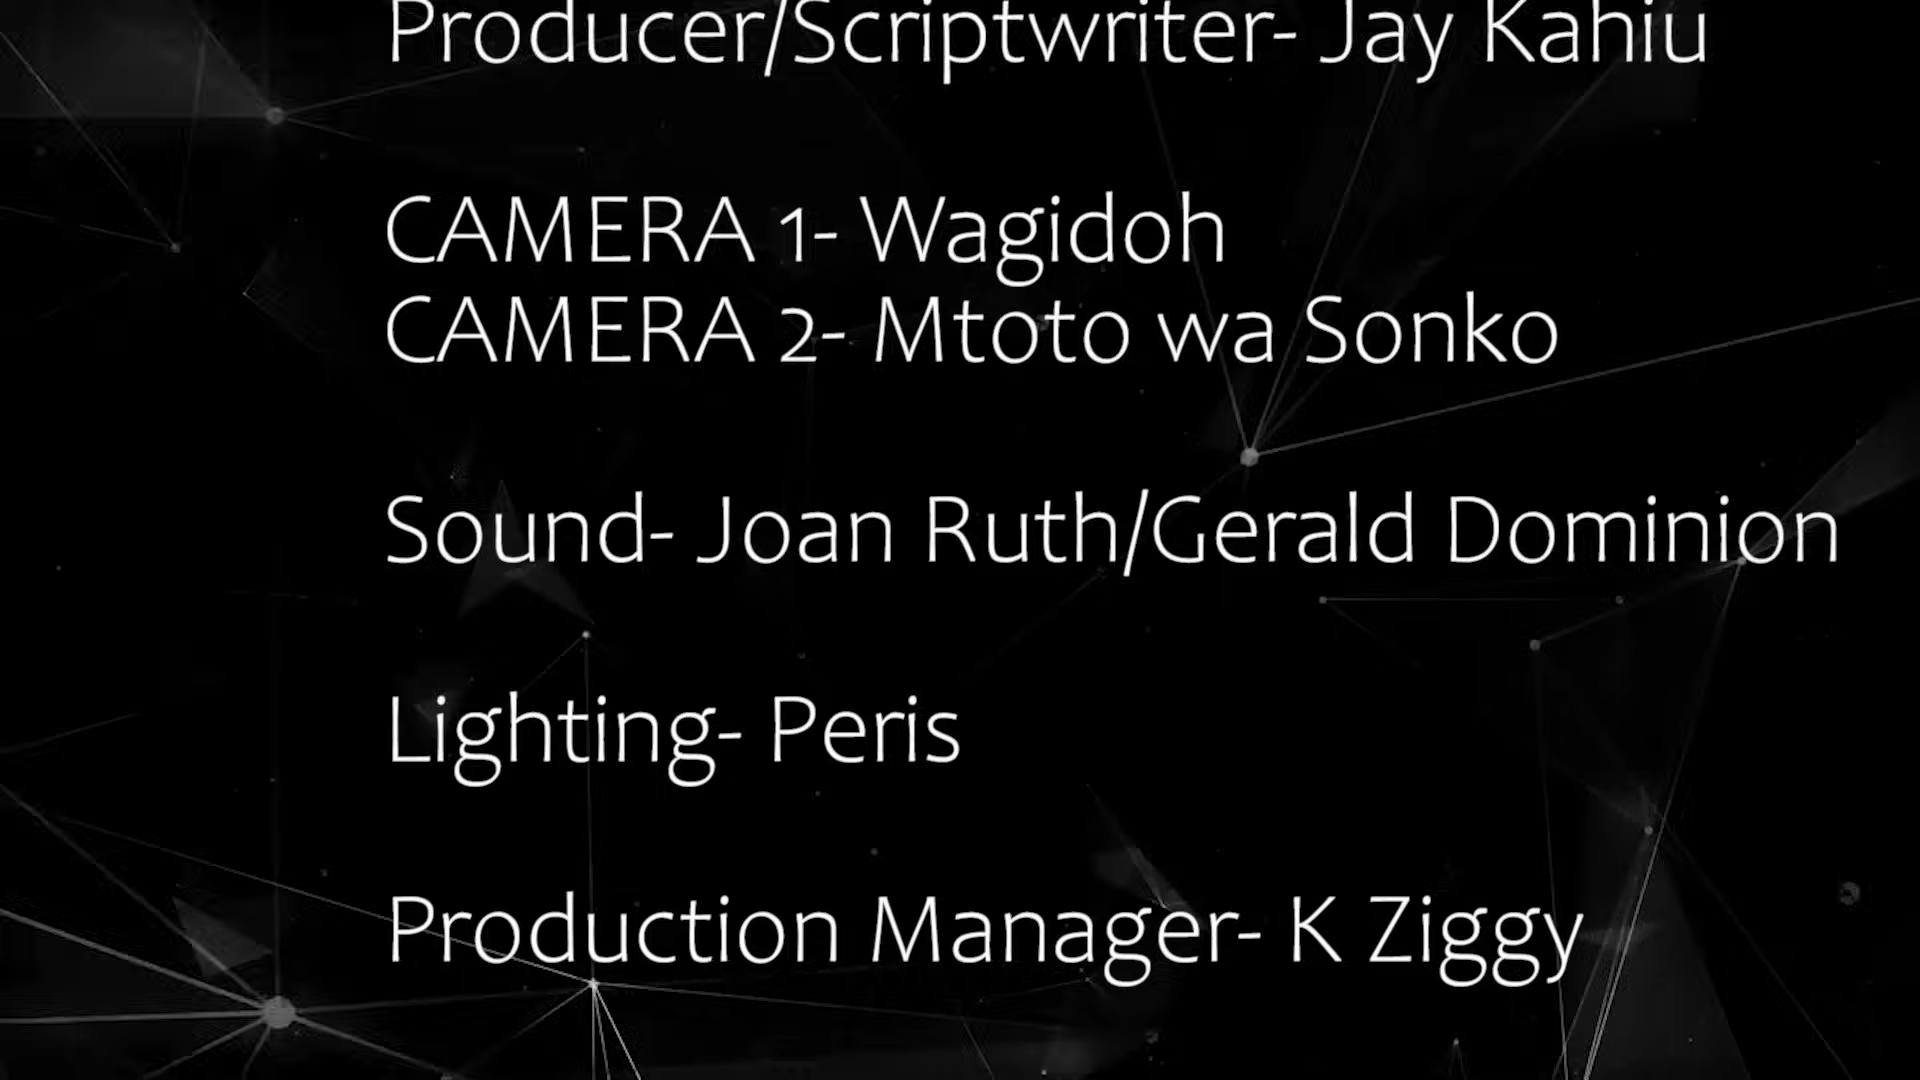 Producer/Scriptwriter- Jay Kahiu
CAMERA 1- Wagidoh
CAMERA 2- Mtoto wa Sonko
Sound- Joan Ruth/Gerald Dominion
Lighting- Peris
Production Manager- K Ziggy